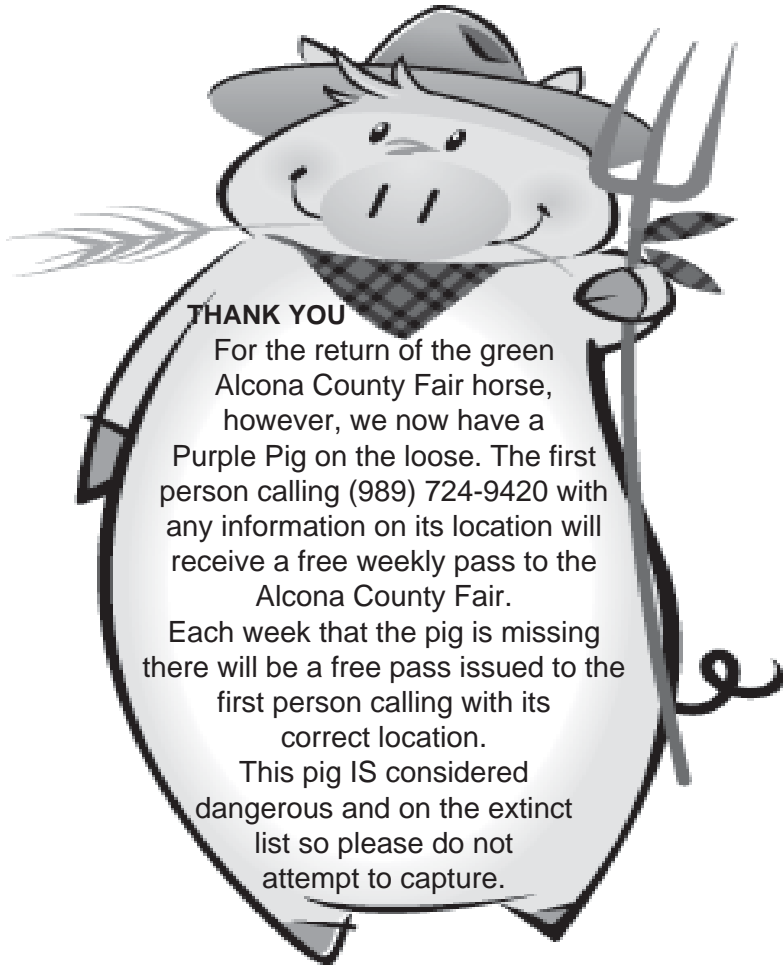 THANK YOU
For the return of the green
Alcona County Fair horse,
however, we now have a
Purple Pig on the loose. The first
person calling (989) 724-9420 with
any information on its location will
receive a free weekly pass to the
Alcona County Fair.
Each week that the pig is missing
there will be a free pass issued to the
first person calling with its
correct location.
This pig IS considered
dangerous and on the extinct
list so please do not
attempt to capture.